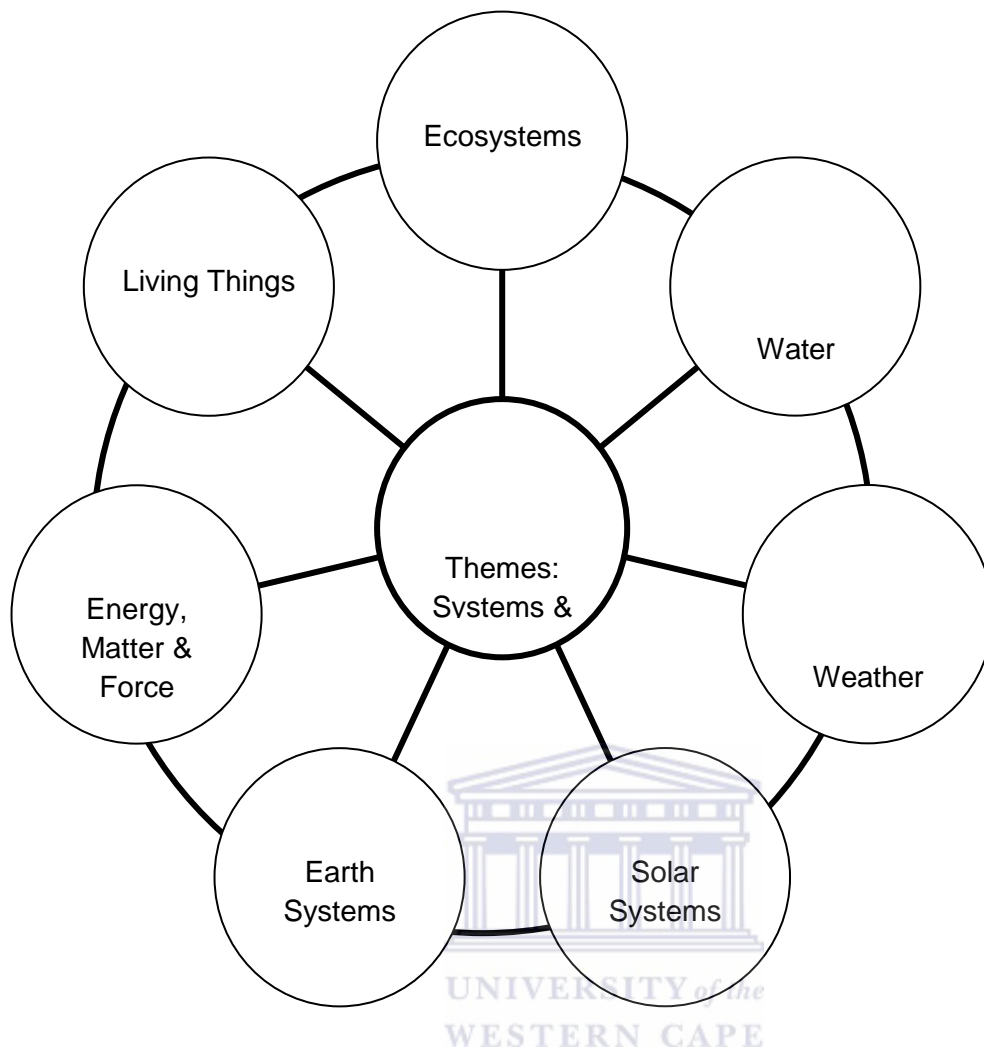 Ecosystems
Living Things
Water
Themes:
Systems &
Energy,
Matter &
Force
Weather
Earth
Systems
Solar
Systems
UNIVERSITY of the
WESTERN CAPE